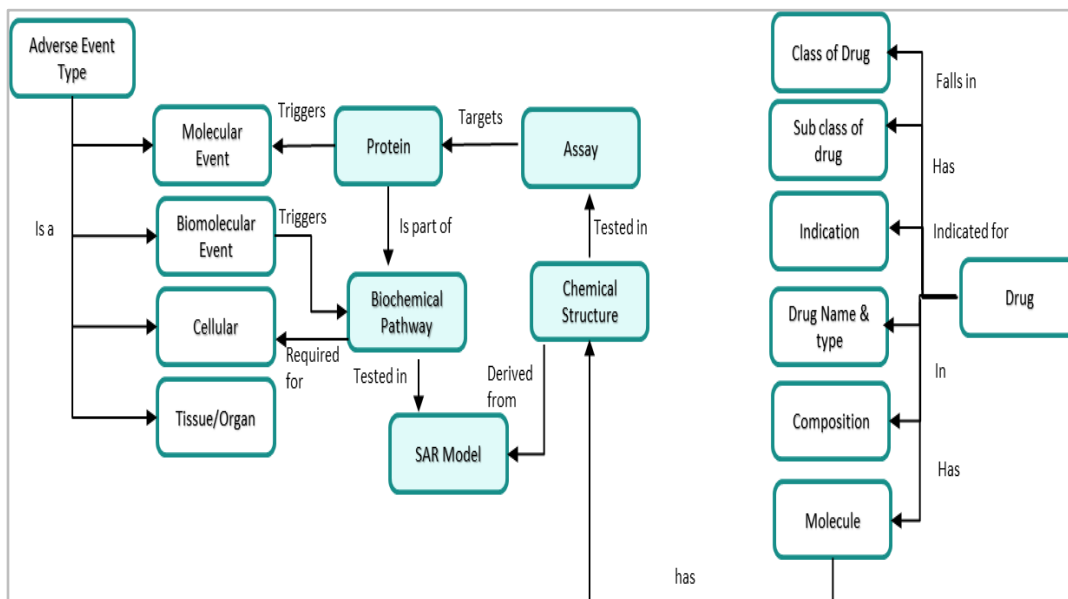 Adverse Event
Type
Is a
Molecular
Event
Triggers
Protein
Targets
Assay
Biomolecular
Event
Triggers
Is part of
Tested in
Cellular
Required
for
Biochemical
Pathway
Chemical
Structure
Tissue/Organ
Tested in
Derived
from
SAR Model
has
Class of Drug
Falls in
Sub class of
drug
Has
Indication
Indicated for
Drug
Drug Name &
type
In
Composition
Has
Molecule